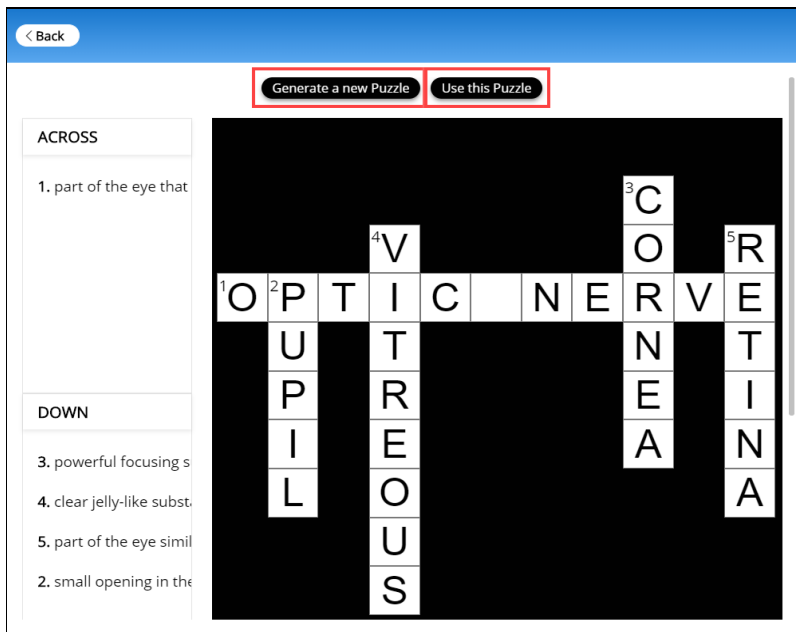 Back
Generate a new Puzzle Use this Puzzle
ACROSS
1. part of the eye that
DOWN
3. powerful focusing s
4. clear jelly-like subst
5. part of the eye simil
2. small opening in the
3 C
4 V O 5 R
1 O 2 P T I C N E R V E
U T N T
P R E I
I E A N
L O A
U
S